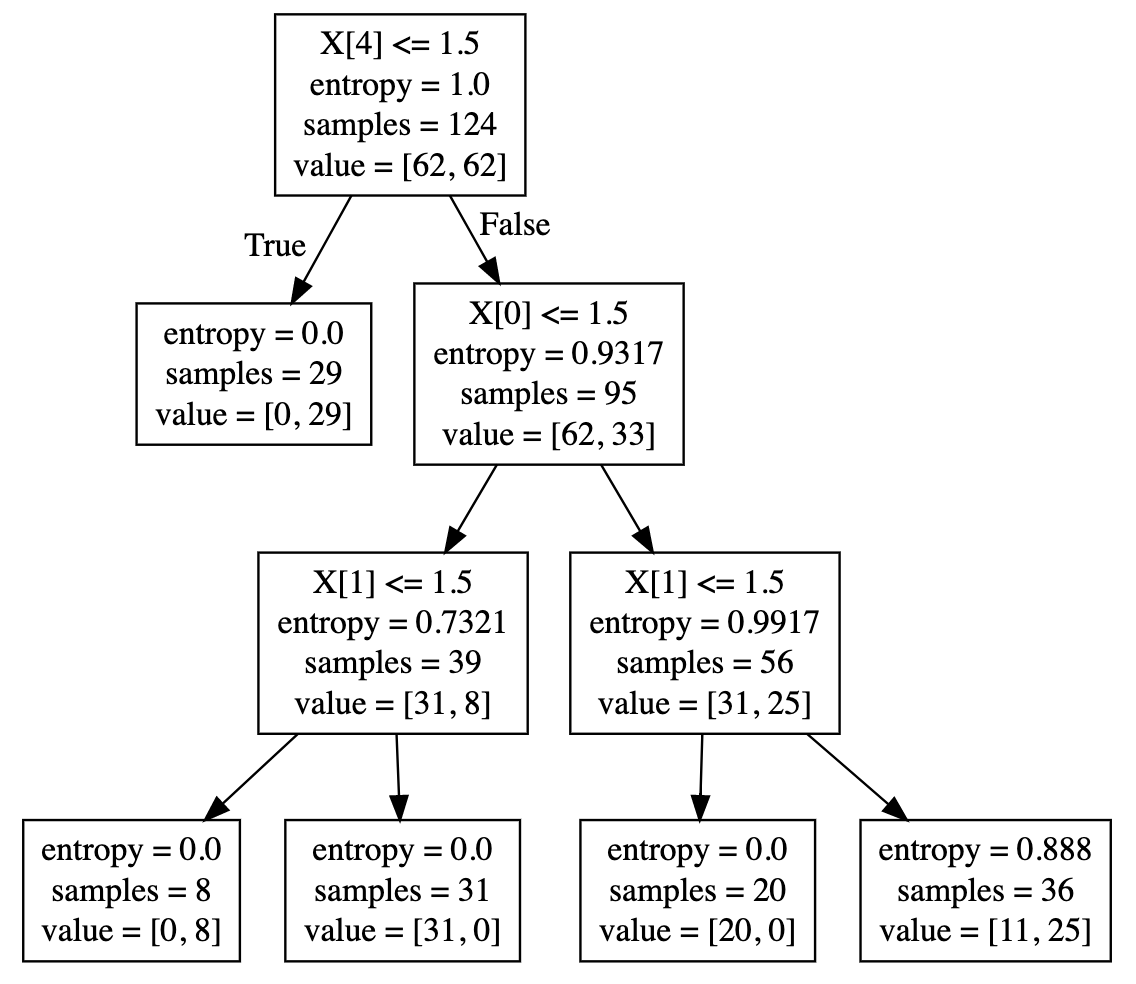 X[4] <= 1.5
entropy = 1.0
samples = 124
value = [62, 62]
True
False
entropy = 0.0
samples = 29
value = [0, 29]
X[0] <= 1.5
entropy = 0.9317
samples = 95
value = [62, 33]
X[1] <= 1.5
entropy = 0.7321
samples = 39
value = [31, 8]
X[1] <= 1.5
entropy = 0.9917
samples = 56
value = [31, 25]
entropy = 0.0
samples = 8
value = [0, 8]
entropy = 0.0
samples = 31
value = [31, 0]
entropy = 0.0
samples = 20
value = [20, 0]
entropy = 0.888
samples = 36
value = [11, 25]